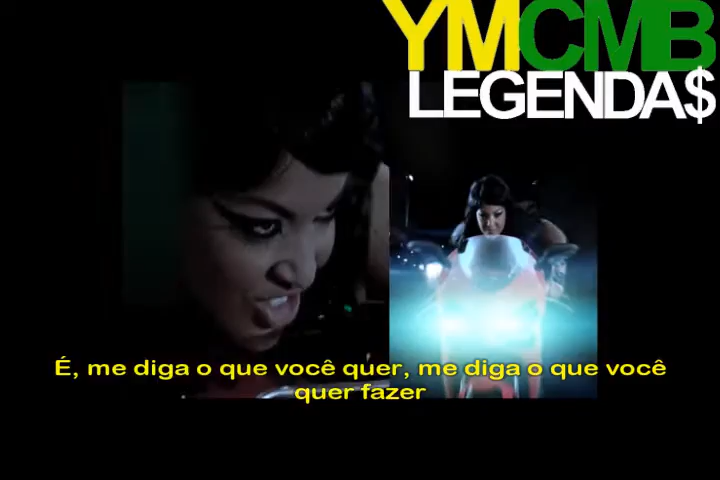 YMCMB
LEGENDA$
É, me diga o que você quer, me diga o que você
quer fazer